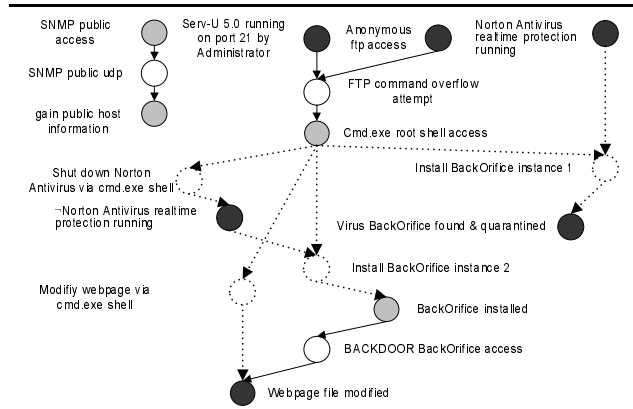 SNMP public
access
Serv-U 5.0 running
on port 21 by
Administrator
Anonymous
ftp access
Norton Antivirus
realtime protection
running
SNMP public udp
FTP command overflow
attempt
gain public host
information
Cmd.exe root shell access
Shut down Norton
Antivirus via cmd.exe shell
Install BackOrifice instance 1
¬Norton Antivirus realtime
protection running
Virus BackOrifice found & quarantined
Install BackOrifice instance 2
Modifiy webpage via
cmd.exe shell
BackOrifice installed
BACKDOOR BackOrifice access
Webpage file modified